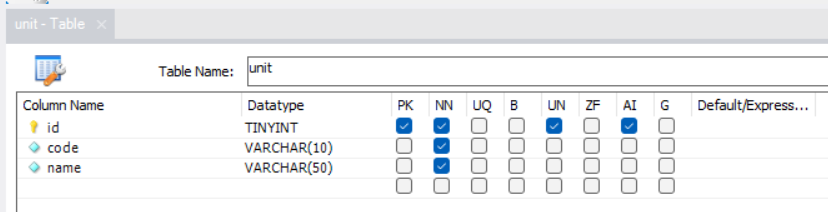 unit - Table ×
Table Name: unit
Column Name Datatype PK NN UQ B UN ZF AI G Default/Express...
id TINYINT
code VARCHAR(10)
name VARCHAR(50)